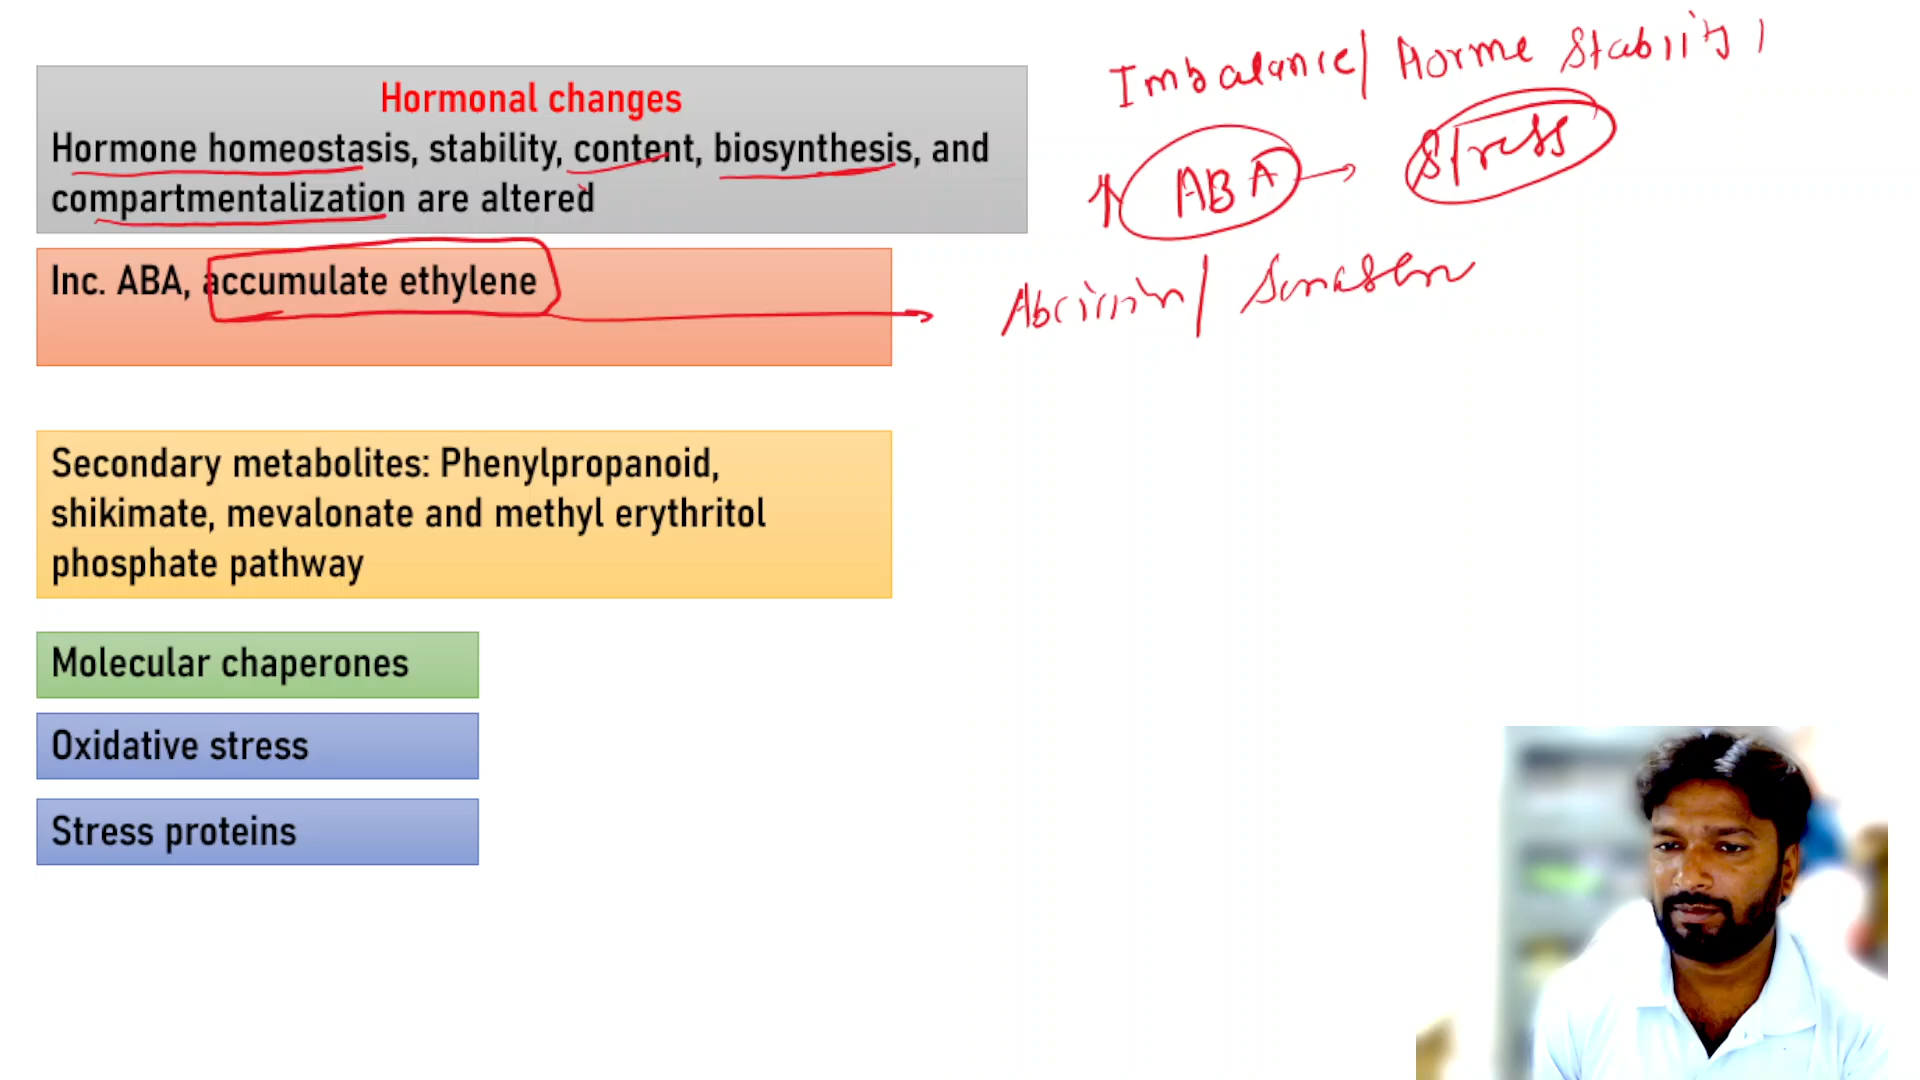 Imbalance/ Horme Stability,
Hormonal changes
Hormone homeostasis, stability, content, biosynthesis, and
compartmentalization are altered
↑ ABA → Stress
Inc. ABA, accumulate ethylene
Secondary metabolites: Phenylpropanoid,
shikimate, mevalonate and methyl erythritol
phosphate pathway
Molecular chaperones
Oxidative stress
Stress proteins